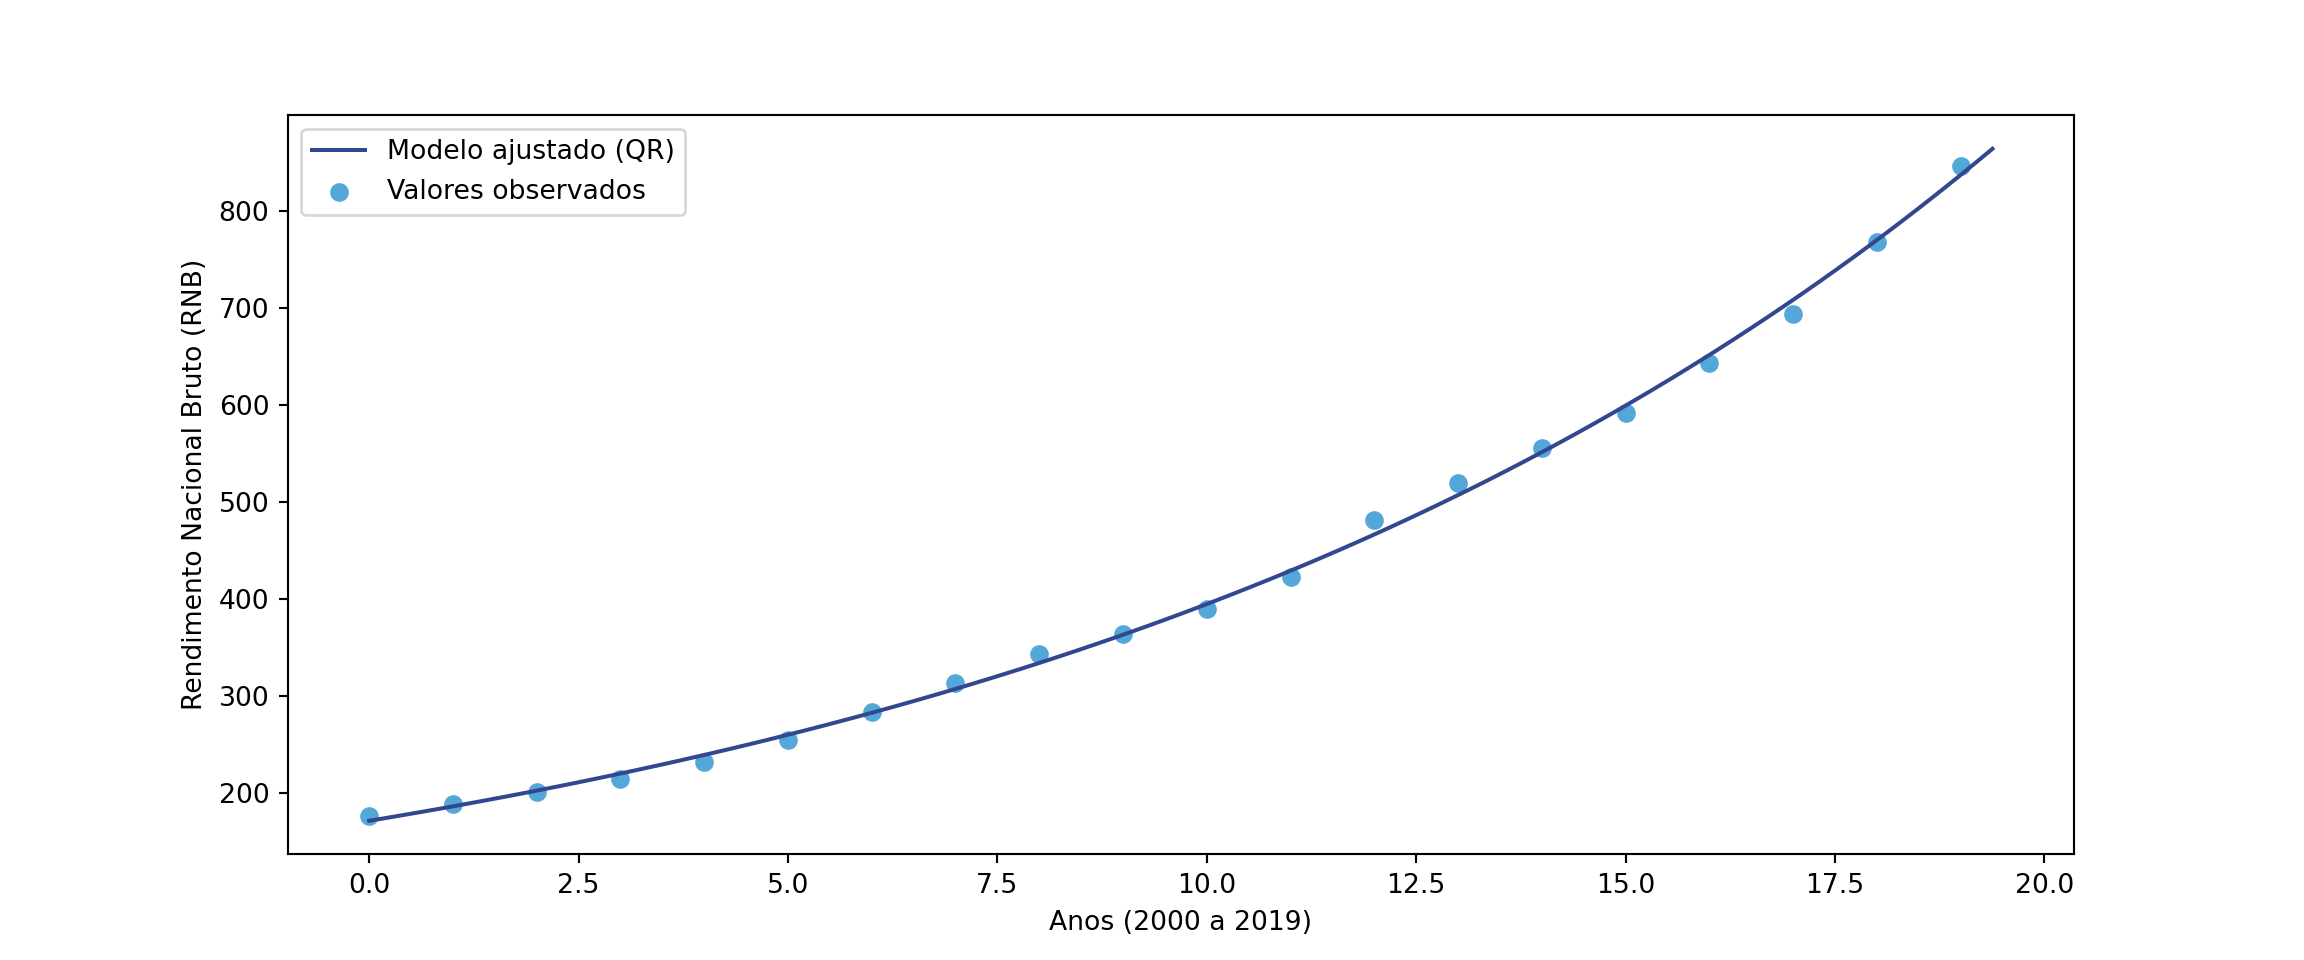 Modelo ajustado (QR)
Valores observados
Rendimento Nacional Bruto (RNB)
800
700
600
500
400
300
200
0.0 2.5 5.0 7.5 10.0 12.5 15.0 17.5 20.0
Anos (2000 a 2019)